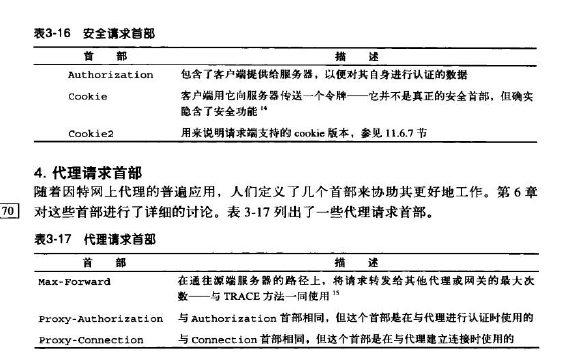 表3-16 安全请求首部
首 部 描 述
Authorization 包含了客户端提供给服务器，以便对其自身进行认证的数据
Cookie 客户端用它向服务器传送一个令牌——它并不是真正的安全首部，但确实
隐含了安全功能 14
Cookie2 用来说明请求端支持的 cookie 版本，参见 11.6.7 节
4. 代理请求首部
随着因特网上代理的普遍应用，人们定义了几个首部来协助其更好地工作。第 6 章
70 对这些首部进行了详细的讨论。表 3-17 列出了一些代理请求首部。
表3-17 代理请求首部
首 部 描 述
Max-Forward 在通往源端服务器的路径上，将请求转发给其他代理或网关的最大次
数——与 TRACE 方法一同使用 15
Proxy-Authorization 与 Authorization 首部相同，但这个首部是在与代理进行认证时使用的
Proxy-Connection 与 Connection 首部相同，但这个首部是在与代理建立连接时使用的